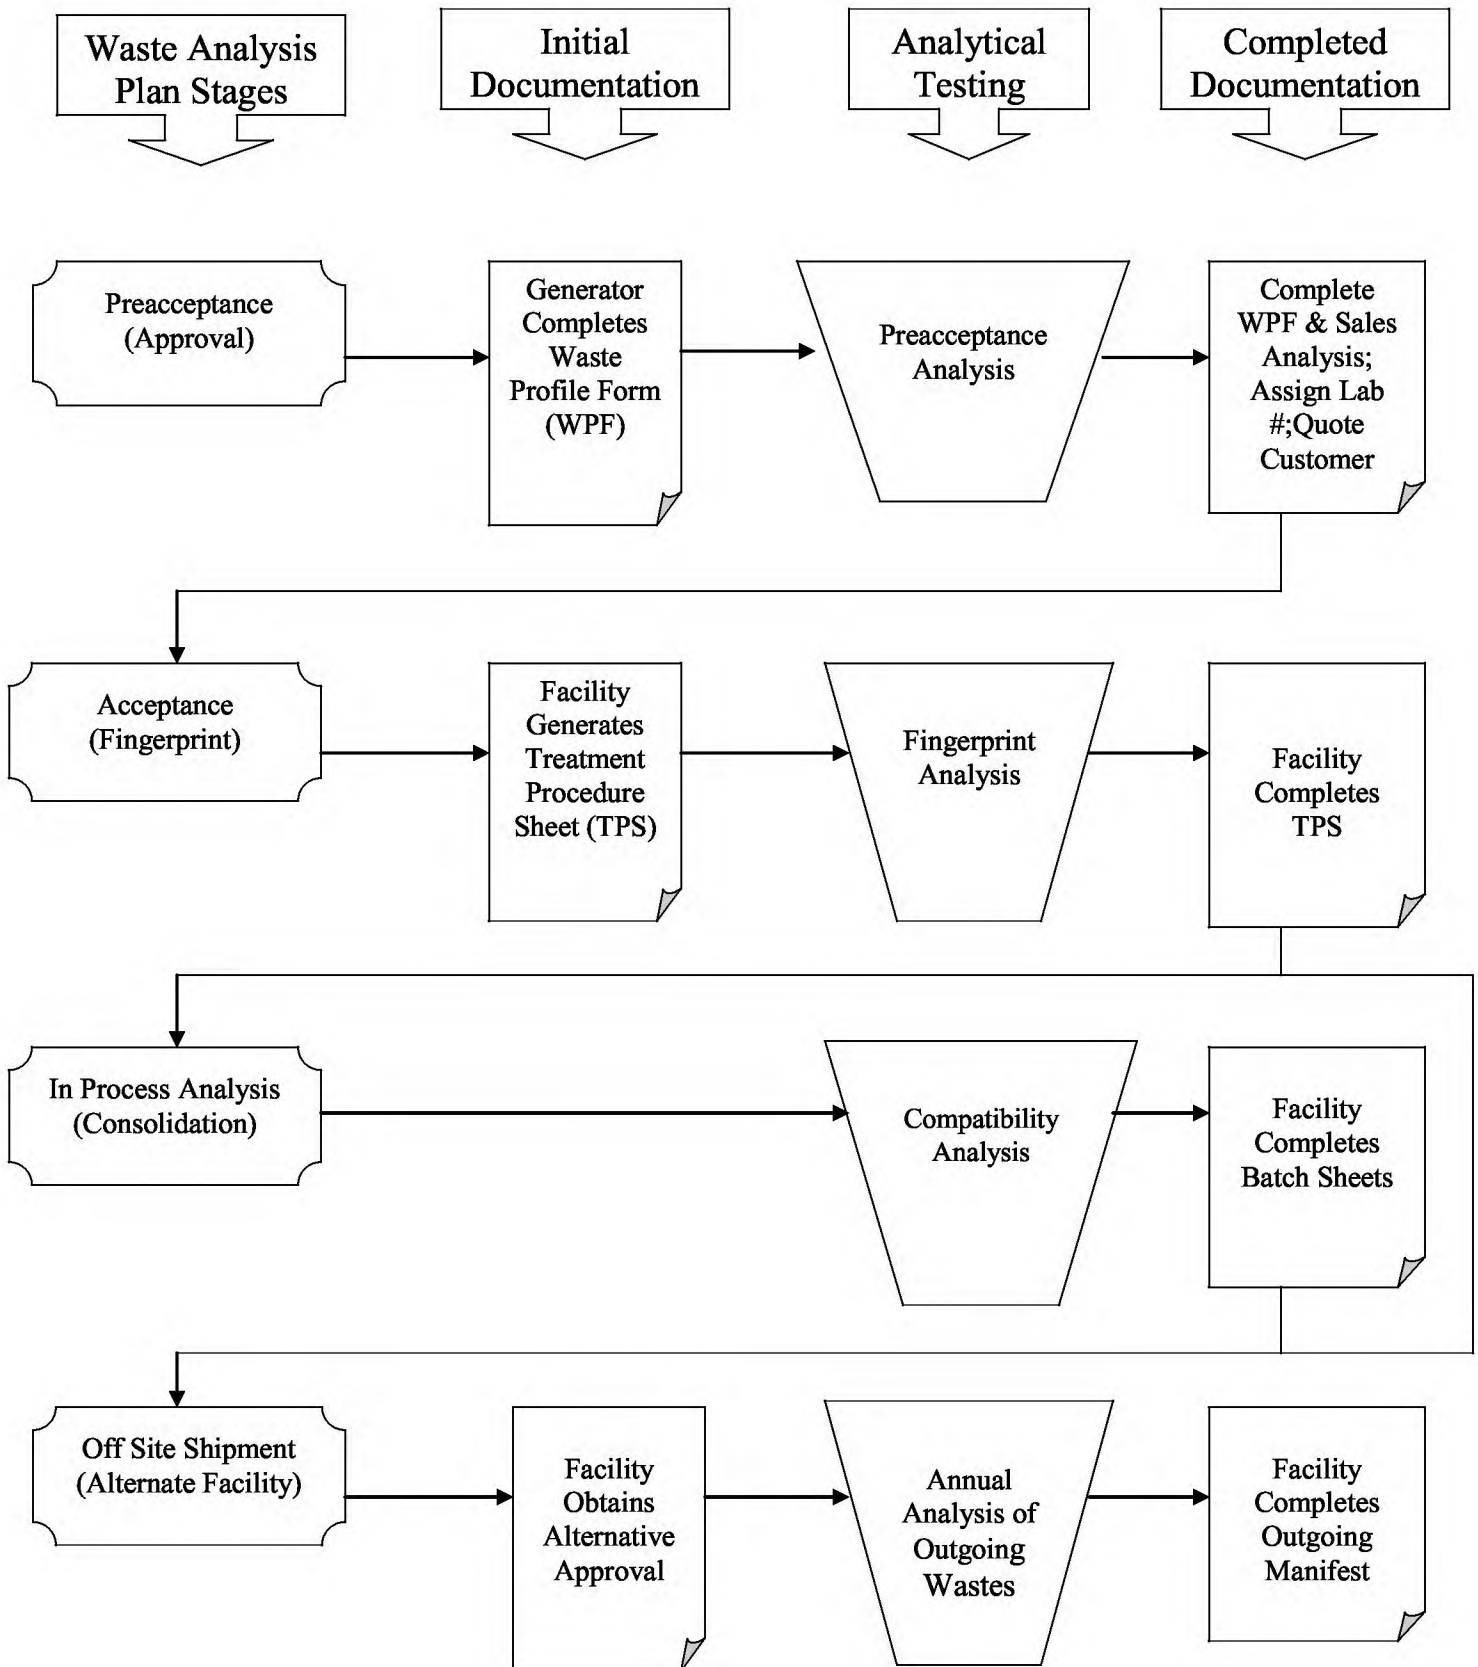 Waste Analysis
Plan Stages
Initial
Documentation
Analytical
Testing
Completed
Documentation
Preacceptance
(Approval)
Generator
Completes
Waste
Profile Form
(WPF)
Preacceptance
Analysis
Complete
WPF & Sales
Analysis;
Assign Lab
#;Quote
Customer
Acceptance
(Fingerprint)
Facility
Generates
Treatment
Procedure
Sheet (TPS)
Fingerprint
Analysis
Facility
Completes
TPS
In Process Analysis
(Consolidation)
Compatibility
Analysis
Facility
Completes
Batch Sheets
Off Site Shipment
(Alternate Facility)
Facility
Obtains
Alternative
Approval
Annual
Analysis of
Outgoing
Wastes
Facility
Completes
Outgoing
Manifest